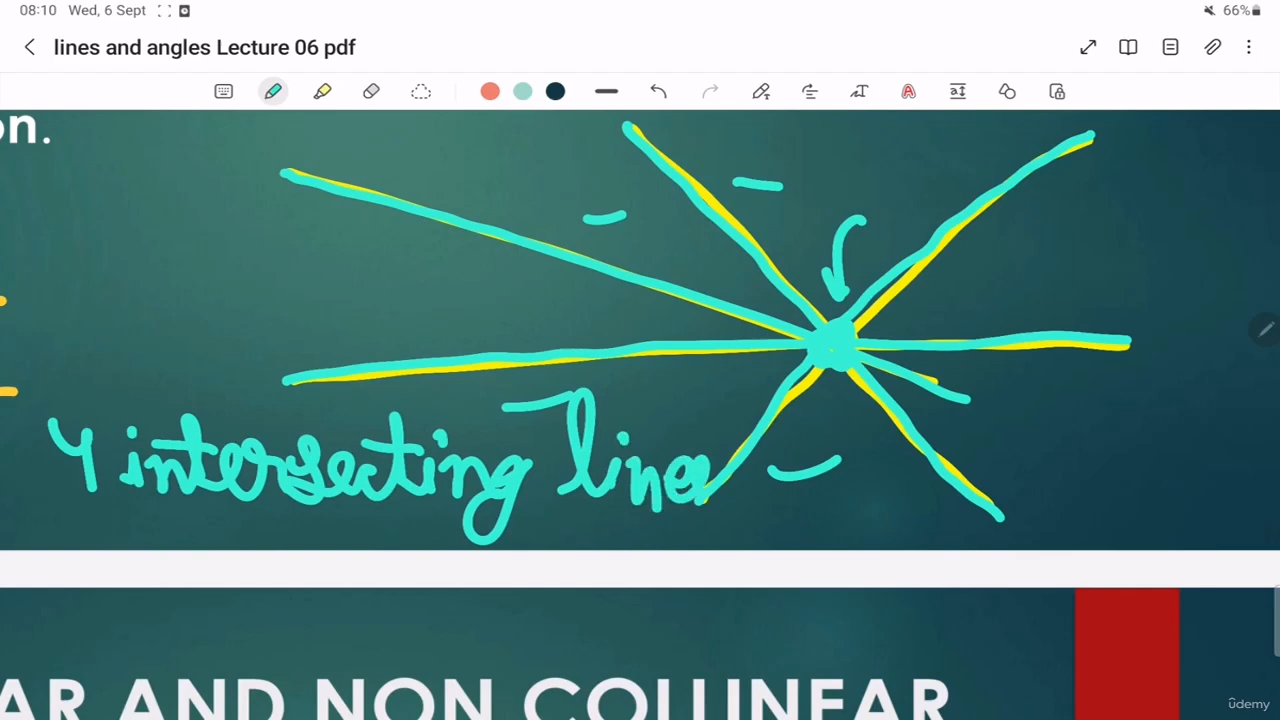 08:10 Wed, 6 Sept 66%
lines and angles Lecture 06 pdf
on.
4 intersecting lines
AR AND NON COLLINEAR
ûdemy